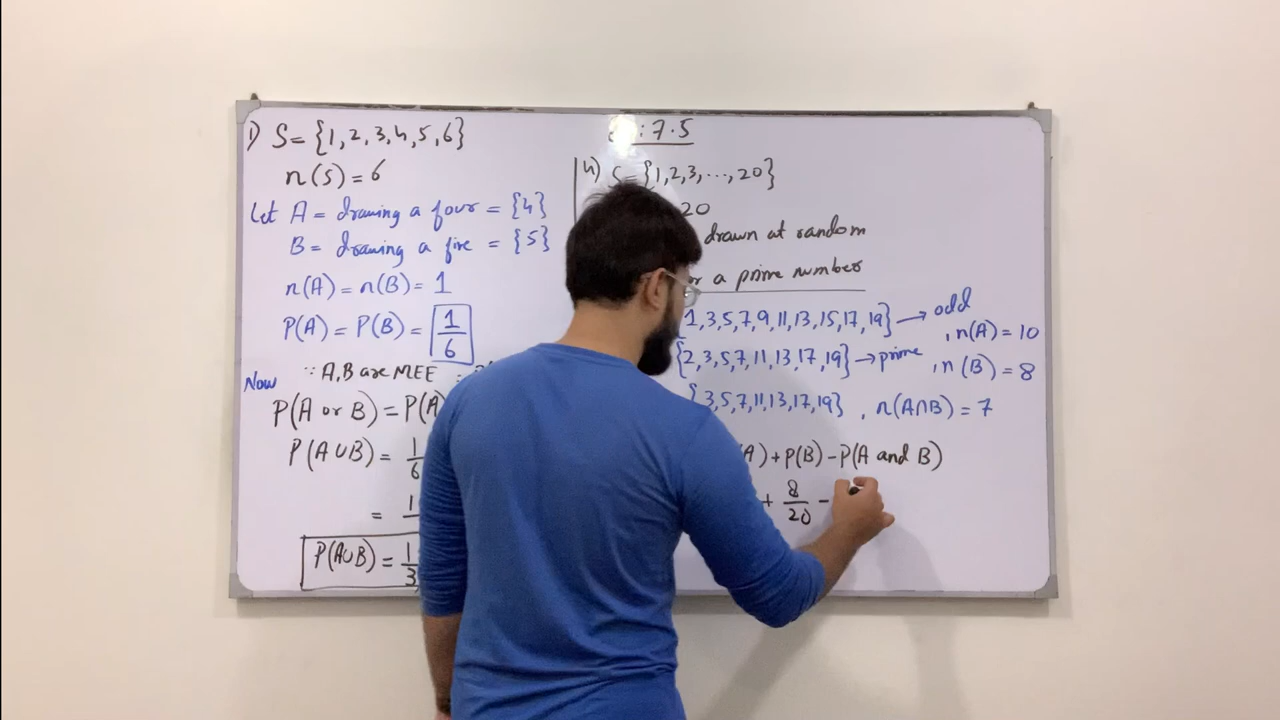 1) S = {1, 2, 3, 4, 5, 6}
n(S) = 6
Let A = drawing a four = {4}
B = drawing a five = {5}
n(A) = n(B) = 1
P(A) = P(B) = 1/6
Now ∵ A, B are MEE
P(A or B) = P(A)
P(A∪B) = 1/6
= 1
P(A∪B) = 1/3
: 7.5
4) S = {1, 2, 3, ..., 20}
20
drawn at random
a prime number
1, 3, 5, 7, 9, 11, 13, 15, 17, 19} → odd , n(A) = 10
{2, 3, 5, 7, 11, 13, 17, 19} → prime , n(B) = 8
{3, 5, 7, 11, 13, 17, 19} , n(A∩B) = 7
A) + P(B) - P(A and B)
+ 8/20 -